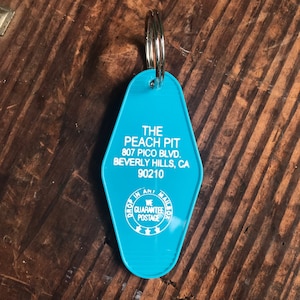 THE
PEACH PIT
807 PICO BLVD.
BEVERLY HILLS, CA
90210
DROP IN ANY MAILBOX
WE
GUARANTEE
POSTAGE